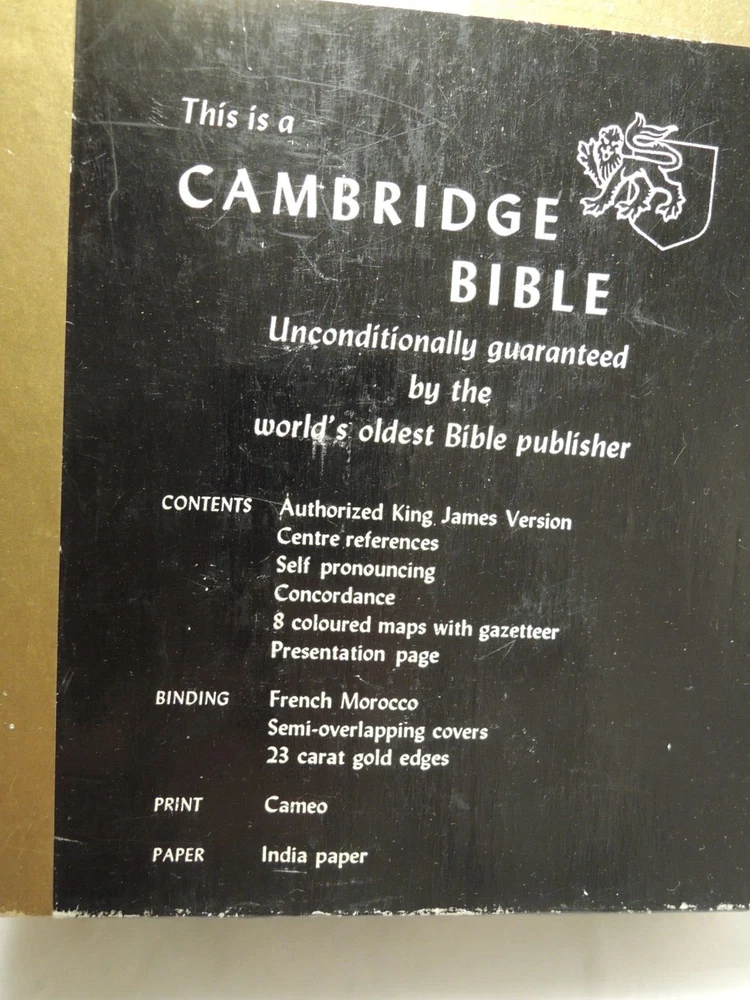 This is a
CAMBRIDGE
BIBLE
Unconditionally guaranteed
by the
world's oldest Bible publisher
CONTENTS Authorized King James Version
Centre references
Self pronouncing
Concordance
8 coloured maps with gazetteer
Presentation page
BINDING French Morocco
Semi-overlapping covers
23 carat gold edges
PRINT Cameo
PAPER India paper